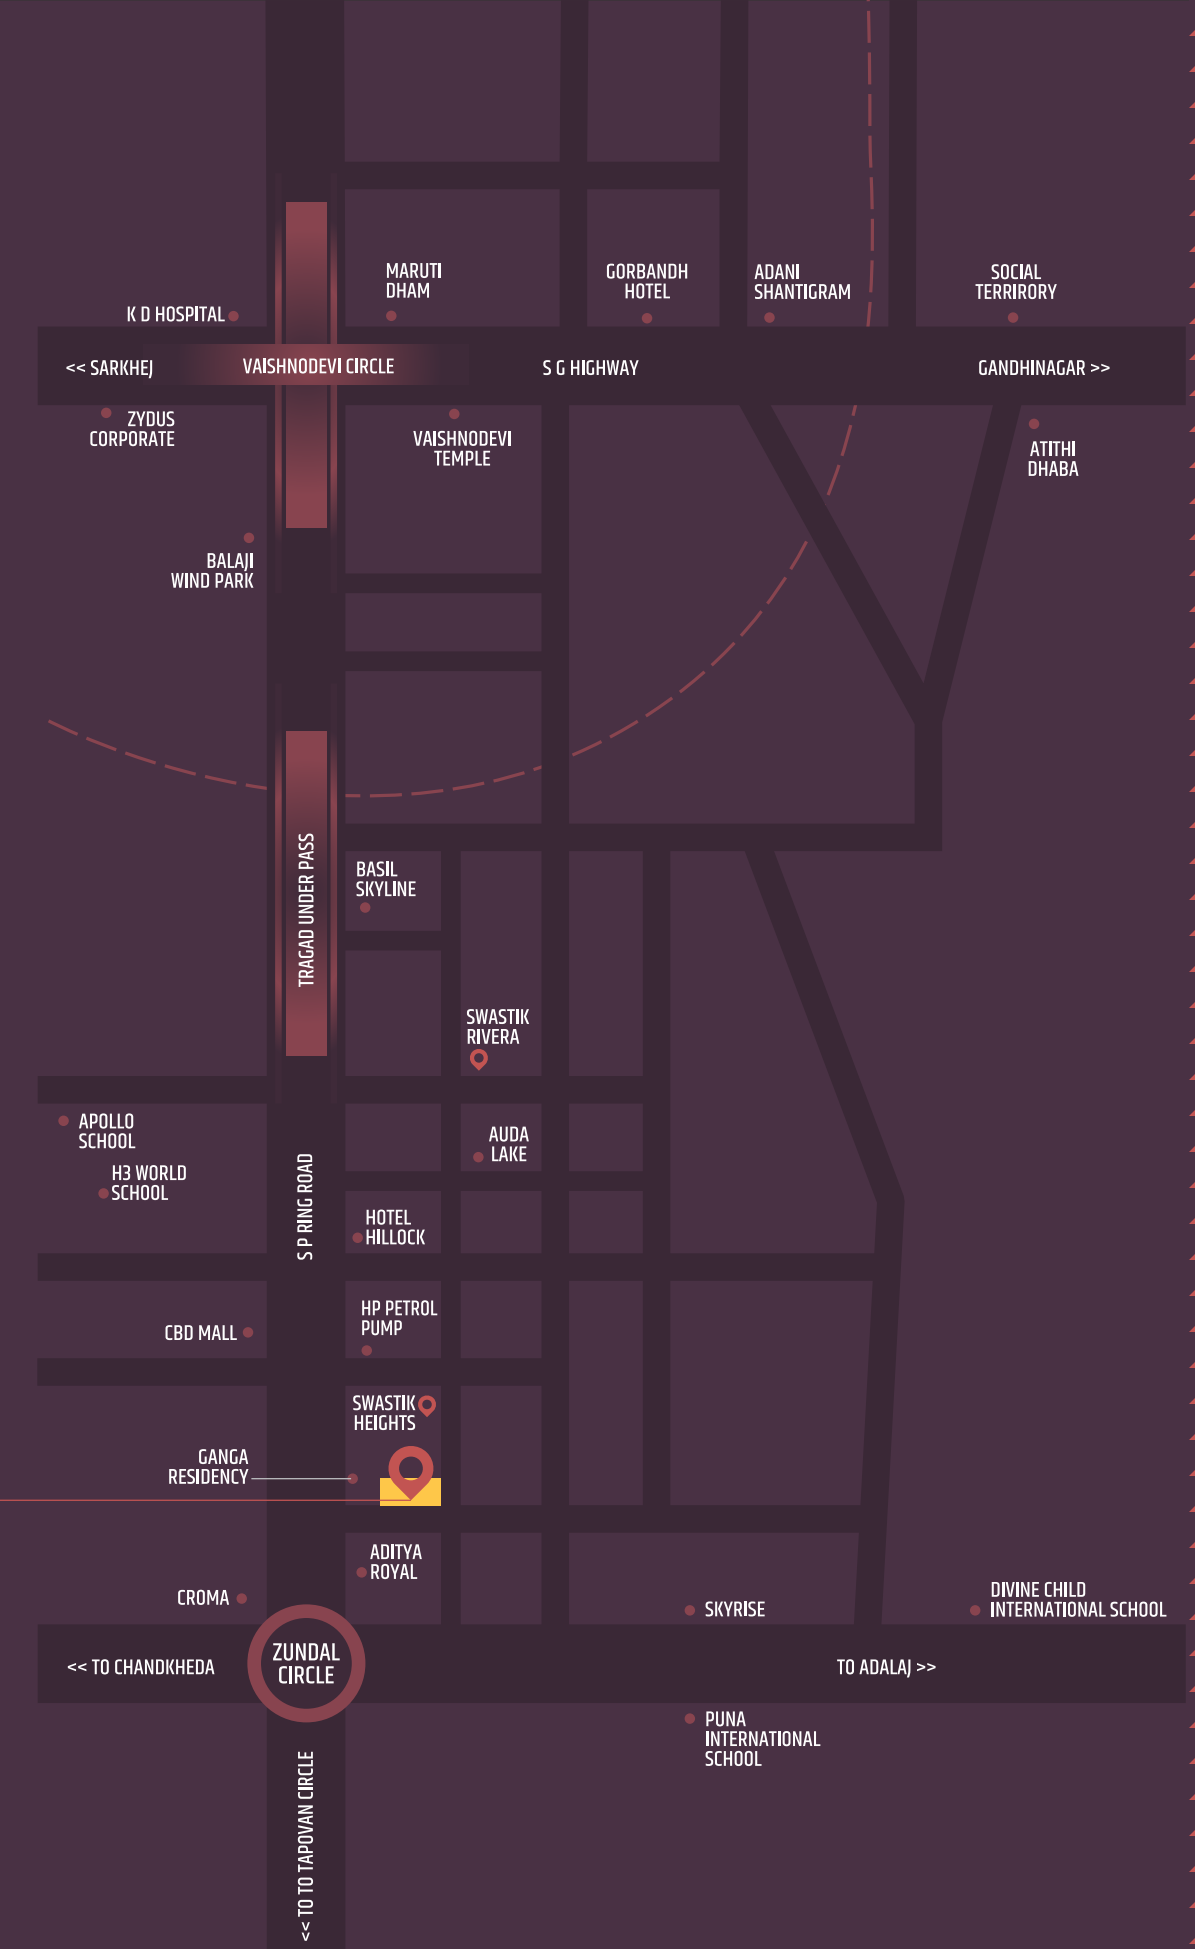 MARUTI
DHAM
GORBANDH
HOTEL
ADANI
SHANTIGRAM
SOCIAL
TERRIRORY
K D HOSPITAL
<< SARKHEJ
VAISHNODEVI CIRCLE
S G HIGHWAY
GANDHINAGAR >>
ZYDUS
CORPORATE
VAISHNODEVI
TEMPLE
ATITHI
DHABA
BALAJI
WIND PARK
TRAGAD UNDER PASS
BASIL
SKYLINE
SWASTIK
RIVERA
APOLLO
SCHOOL
AUDA
LAKE
H3 WORLD
SCHOOL
S P RING ROAD
HOTEL
HILLOCK
HP PETROL
PUMP
CBD MALL
SWASTIK
HEIGHTS
GANGA
RESIDENCY
ADITYA
ROYAL
CROMA
SKYRISE
DIVINE CHILD
INTERNATIONAL SCHOOL
<< TO CHANDKHEDA
ZUNDAL
CIRCLE
TO ADALAJ >>
PUNA
INTERNATIONAL
SCHOOL
<< TO TO TAPOVAN CIRCLE